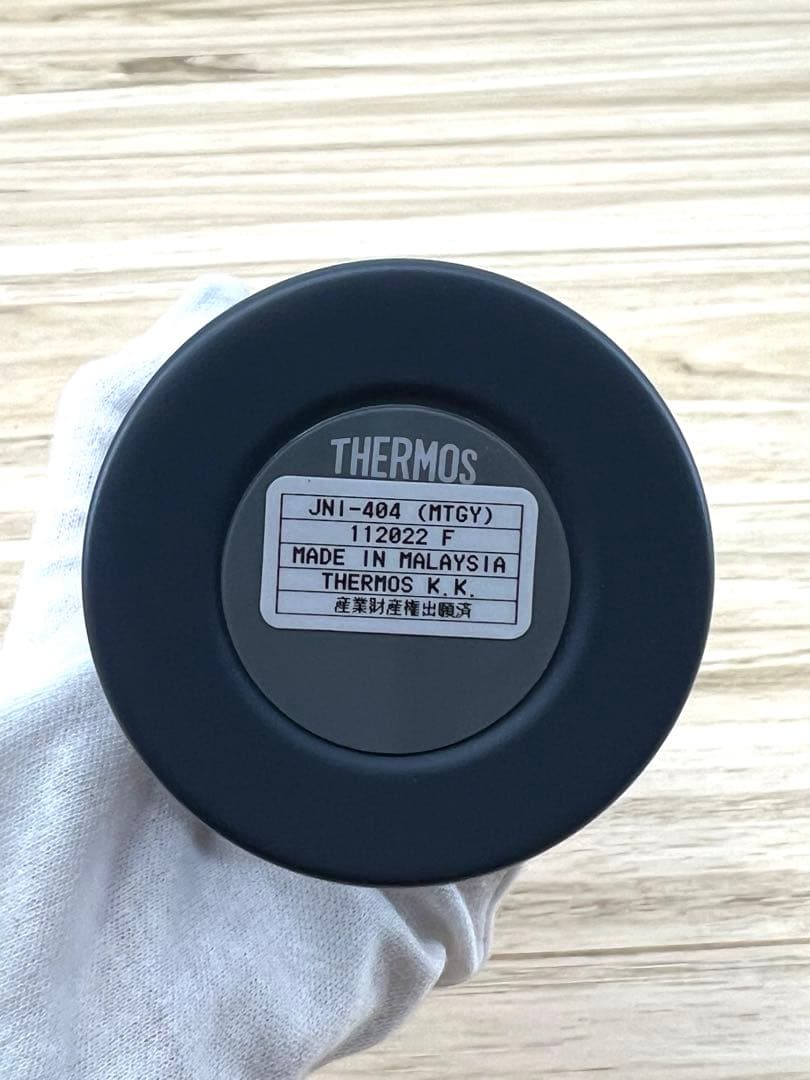 THERMOS
JNI-404 (MTGY)
112022 F
MADE IN MALAYSIA
THERMOS K.K.
産業財産権出願済